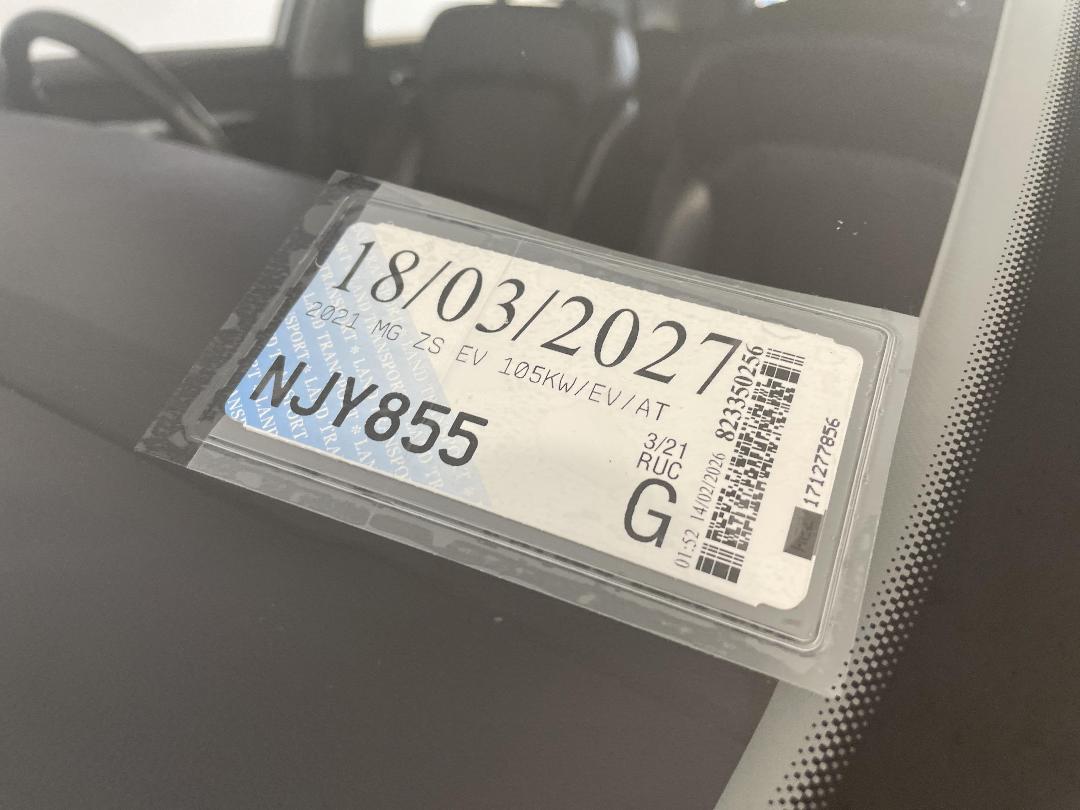 18/03/2027
2021 MG ZS EV 105KW/EV/AT
NJY855
3/21
RUC
G
01:52 14/02/2026 823350256
171277856